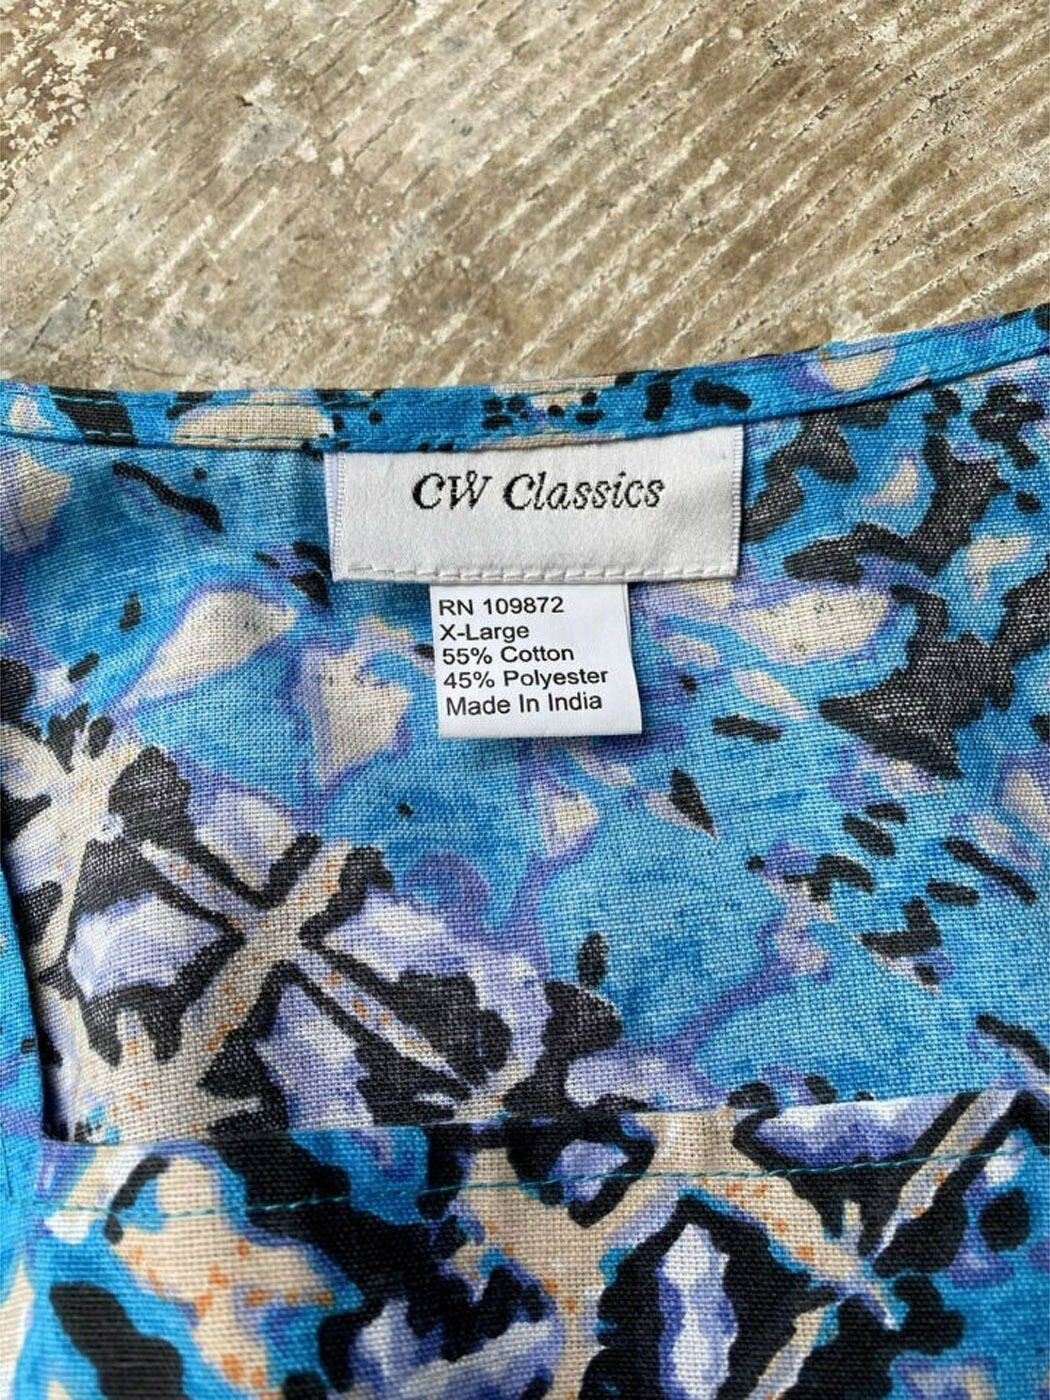 CW Classics
RN 109872
X-Large
55% Cotton
45% Polyester
Made In India